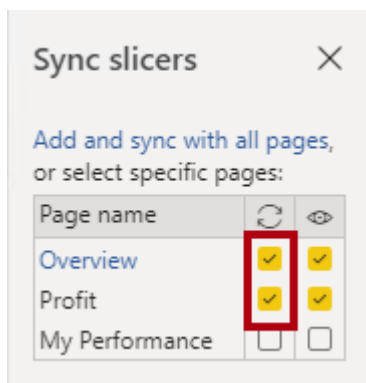 Sync slicers
Add and sync with all pages,
or select specific pages:
Page name
Overview
Profit
My Performance